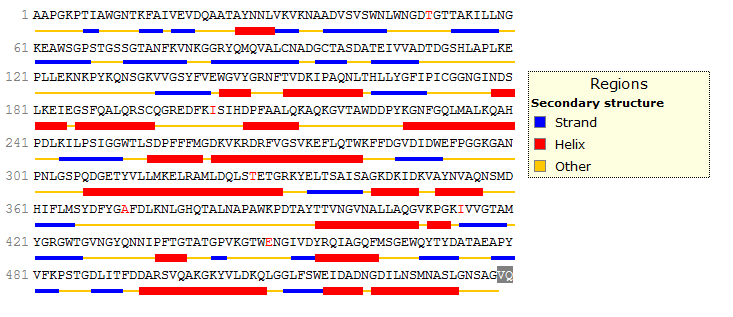 1 AAPGKPTIAWGNTKFAIVEVDQAATAYNNLVKVKNAADVSVSWNLWNGDTGTTAKILLNG
61 KEAWSGPSTGSSGTANFKVNKGGRYQMQVALCNADGCTASDATEIVVADTDGSHLAPLKE
121 PLLEKNKPYKQNSGKVVGSYFVEWGVYGRNFTVDKIPAQNLTHLLYGFIPICGGNGINDS
181 LKEIEGSFQALQRSCQGREDFKISIHDPFAALQKAQKGVTAWDDPYKGNFGQLMALKQAH
241 PDLKILPSIGGWTLSDPFFFMGDKVKRDRFVGSVKEFLQTWKFFDGVDIDWEFPGGKGAN
301 PNLGSPQDGETYVLLMKELRAMLDQLSTETGRKYELTSAISAGKDKIDKVAYNVAQNSMD
361 HIFLMSYDFYGAFDLKNLGHQTALNAPAWKPDTAYTTVNGVNALLAQGVKPGKIVVGTAM
421 YGRGWTGVNGYQNNIPFTGTATGPVKGTWENGIVDYRQIAGQFMSGEWQYTYDATAEAPY
481 VFKPSTGDLITFDDARSVQAKGKYVLDKQLGGLFSWEIDADNGDILNSMNASLGNSAGVQ
Regions
Secondary structure
Strand
Helix
Other